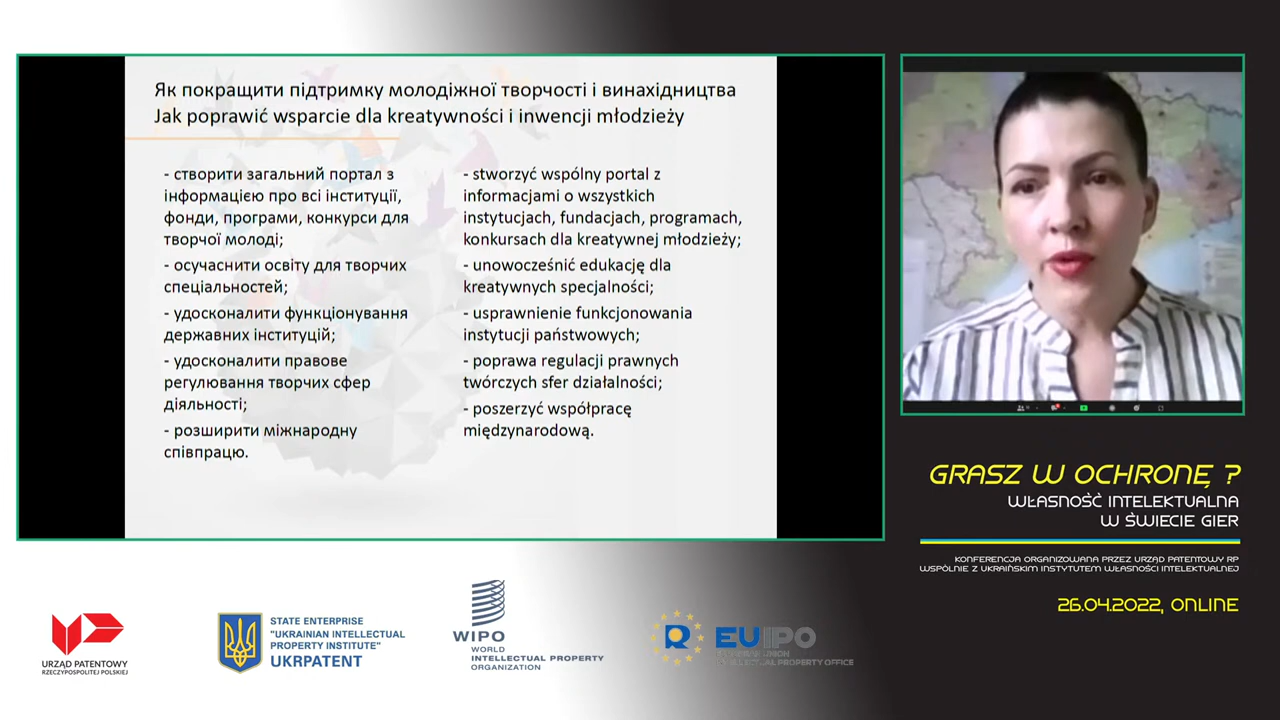 Як покращити підтримку молодіжної творчості і винахідництва
Jak poprawić wsparcie dla kreatywności i inwencji młodzieży
- створити загальний портал з
інформацією про всі інституції,
фонди, програми, конкурси для
творчої молоді;
- осучаснити освіту для творчих
спеціальностей;
- удосконалити функціонування
державних інституцій;
- удосконалити правове
регулювання творчих сфер
діяльності;
- розширити міжнародну
співпрацю.
- stworzyć wspólny portal z
informacjami o wszystkich
instytucjach, fundacjach, programach,
konkursach dla kreatywnej młodzieży;
- unowocześnić edukację dla
kreatywnych specjalności;
- usprawnienie funkcjonowania
instytucji państwowych;
- poprawa regulacji prawnych
twórczych sfer działalności;
- poszerzyć współpracę
międzynarodową.
GRASZ W OCHRONĘ ?
WŁASNOŚĆ INTELEKTUALNA
W ŚWIECIE GIER
KONFERENCJA ORGANIZOWANA PRZEZ URZĄD PATENTOWY RP
WSPÓLNIE Z UKRAIŃSKIM INSTYTUTEM WŁASNOŚCI INTELEKTUALNEJ
26.04.2022, ONLINE
URZĄD PATENTOWY
RZECZYPOSPOLITEJ POLSKIEJ
STATE ENTERPRISE
"UKRAINIAN INTELLECTUAL
PROPERTY INSTITUTE"
UKRPATENT
WIPO
WORLD
INTELLECTUAL PROPERTY
ORGANIZATION
R
EUIPO
EUROPEAN UNION
INTELLECTUAL PROPERTY OFFICE